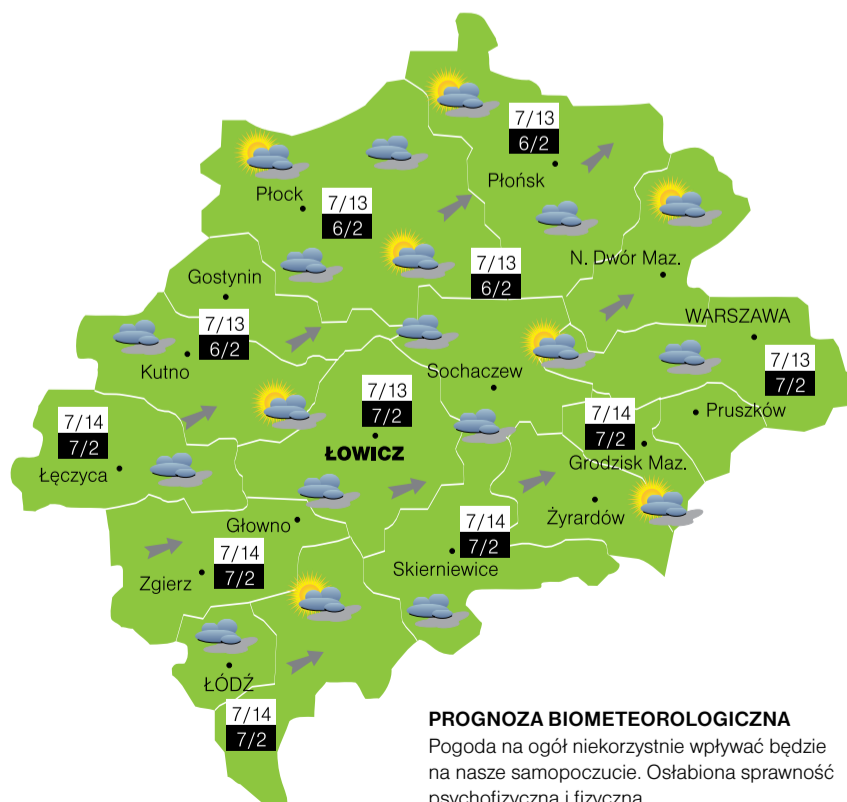 7/13
6/2
Płońsk
Płock
7/13
6/2
7/13
6/2
N. Dwór Maz.
Gostynin
7/13
6/2
Kutno
WARSZAWA
7/13
7/2
Sochaczew
7/13
7/2
ŁOWICZ
7/14
7/2
Łęczyca
7/14
7/2
Grodzisk Maz.
Pruszków
Żyrardów
Głowno
7/14
7/2
Skierniewice
7/14
7/2
Zgierz
ŁÓDŹ
7/14
7/2
PROGNOZA BIOMETEOROLOGICZNA
Pogoda na ogół niekorzystnie wpływać będzie
na nasze samopoczucie. Osłabiona sprawność
psychofizyczna i fizyczna